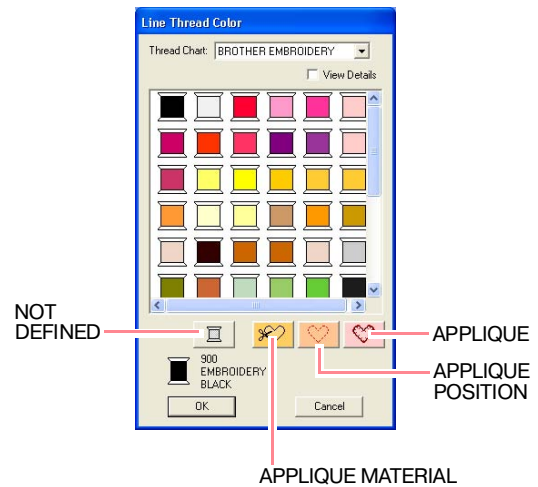 Line Thread Color
Thread Chart: BROTHER EMBROIDERY
View Details
NOT
DEFINED
APPLIQUE
900
EMBROIDERY
BLACK
APPLIQUE
POSITION
OK
Cancel
APPLIQUE MATERIAL